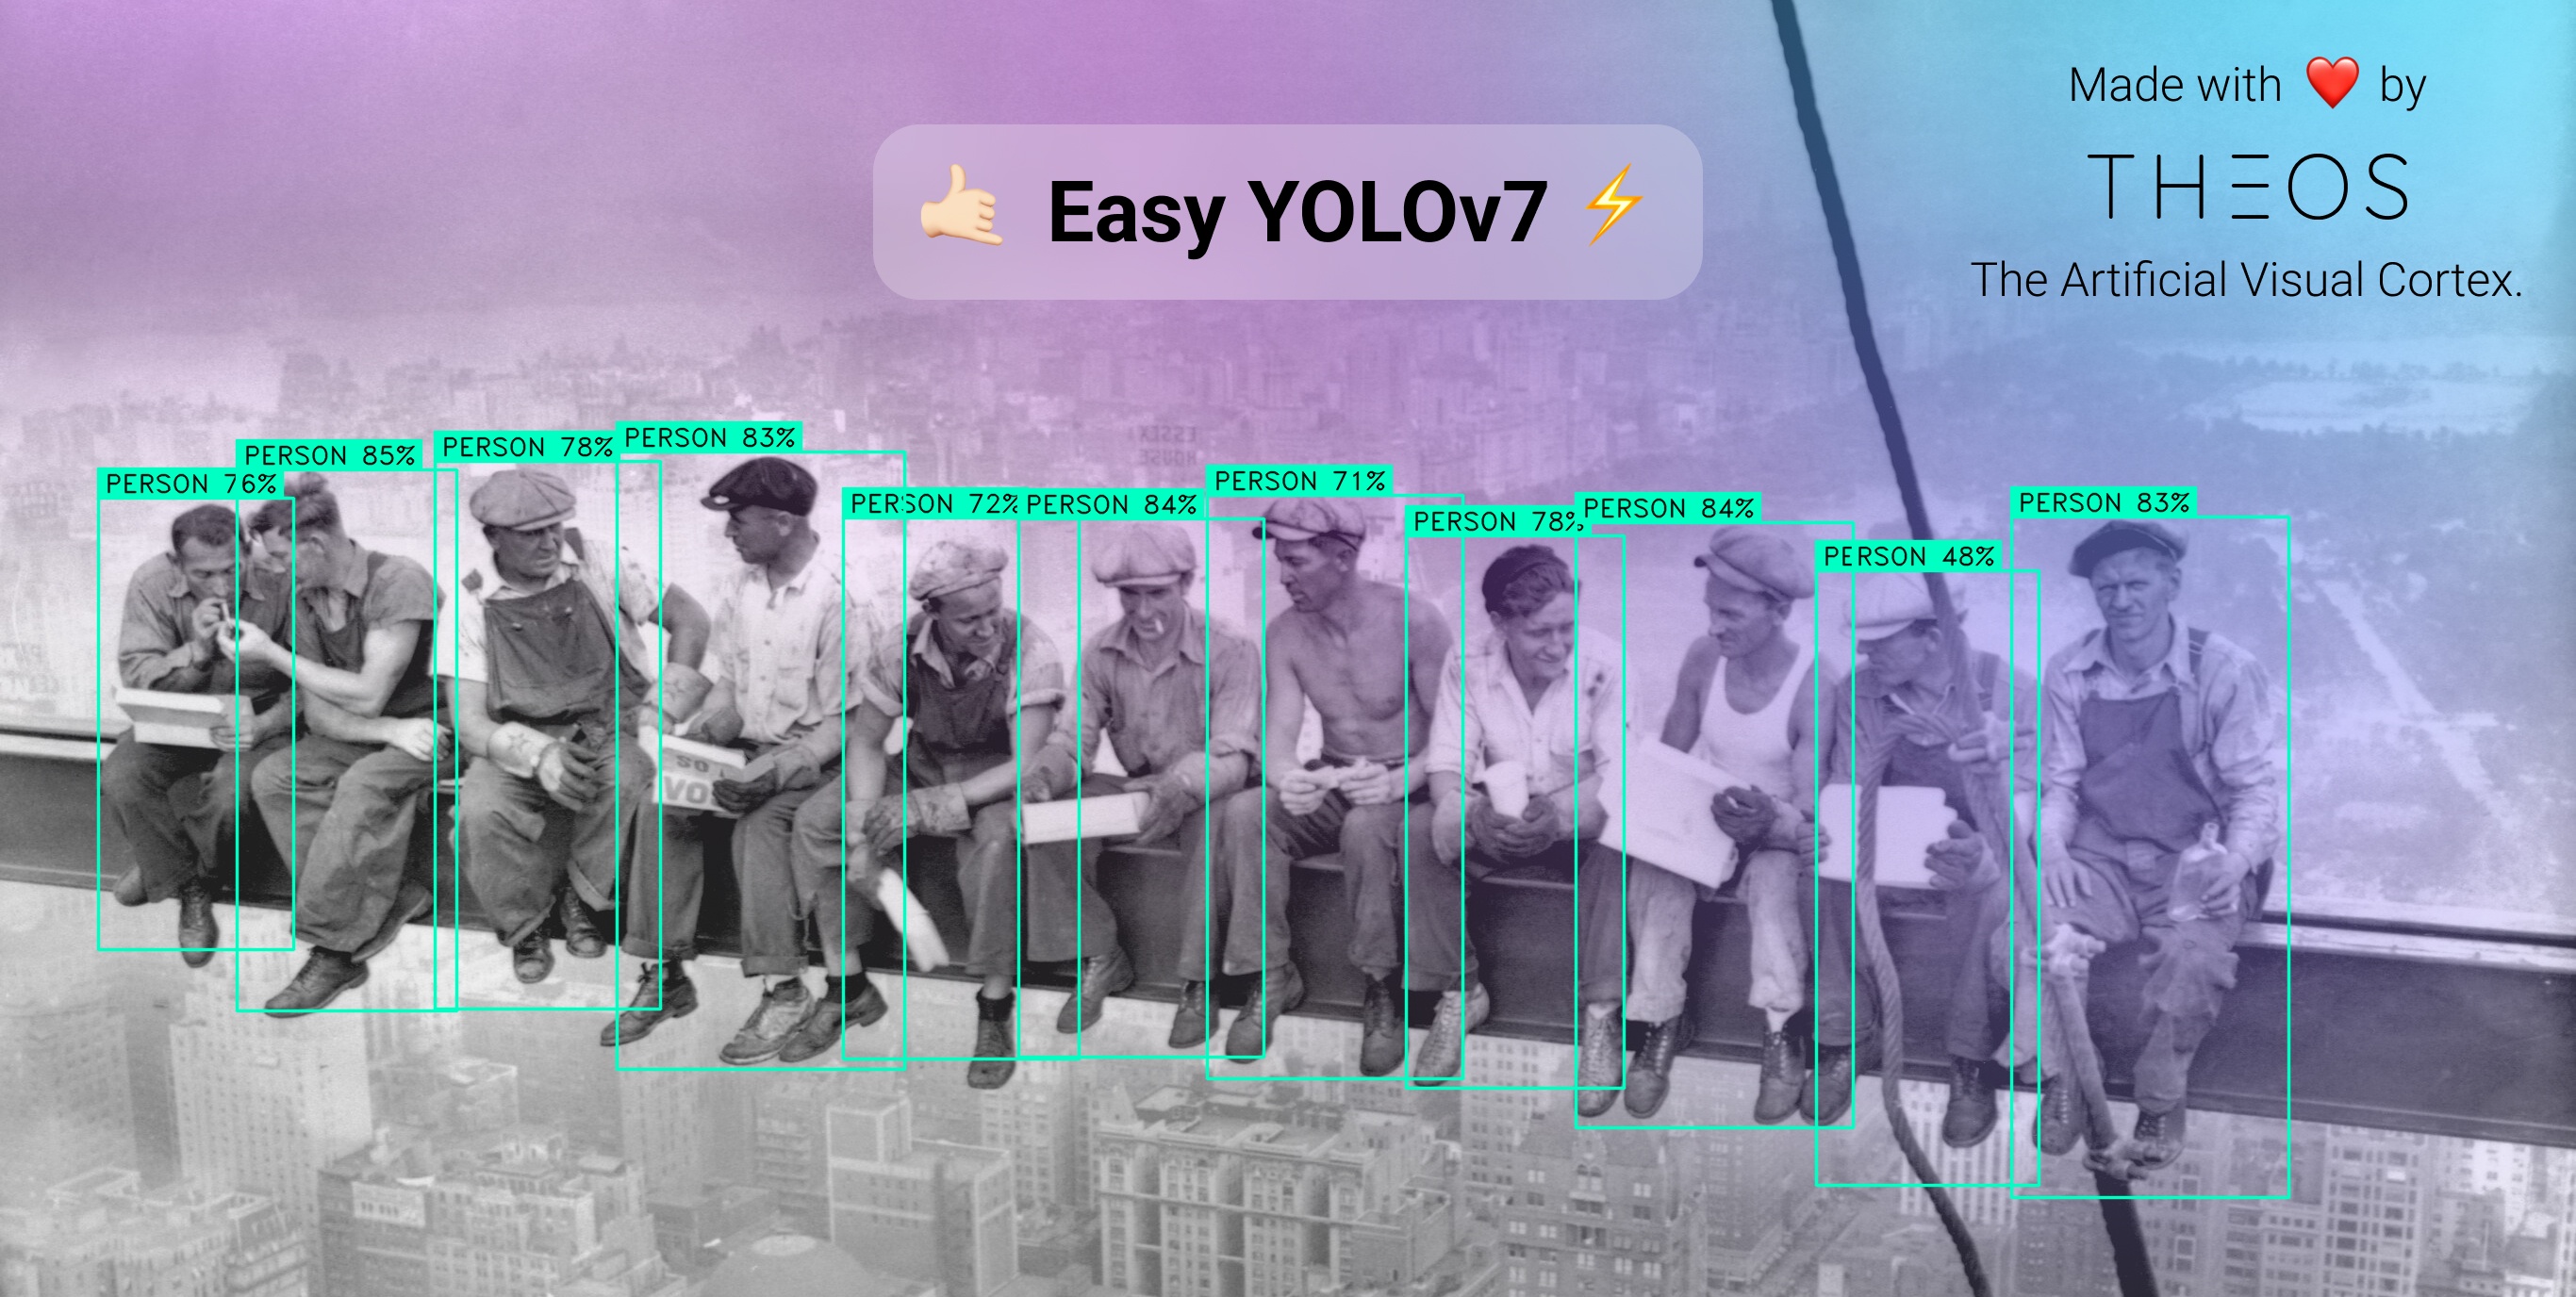 Made with ❤️ by
THEOS
The Artificial Visual Cortex.
🤙🏻 Easy YOLOv7 ⚡
PERSON 76%
PERSON 85%
PERSON 78%
PERSON 83%
PERSON 72%
PERSON 84%
PERSON 71%
PERSON 78%
PERSON 84%
PERSON 48%
PERSON 83%
ESSEX
HOUSE